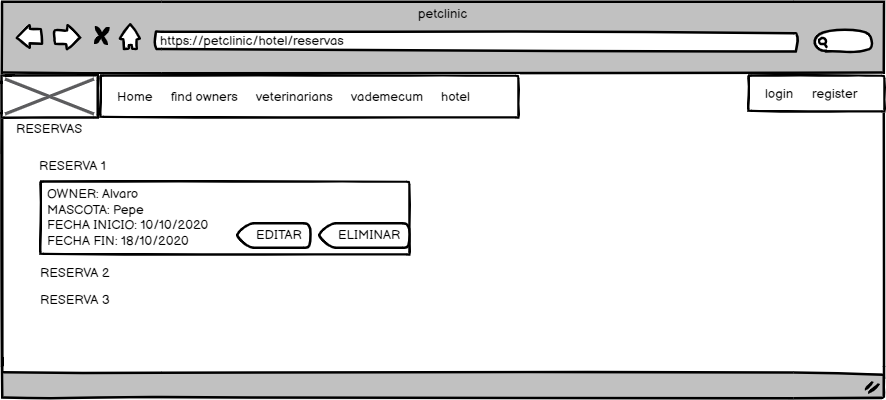 petclinic
https://petclinic/hotel/reservas
Home find owners veterinarians vademecum hotel
login register
RESERVAS
RESERVA 1
OWNER: Alvaro
MASCOTA: Pepe
FECHA INICIO: 10/10/2020
FECHA FIN: 18/10/2020
EDITAR
ELIMINAR
RESERVA 2
RESERVA 3